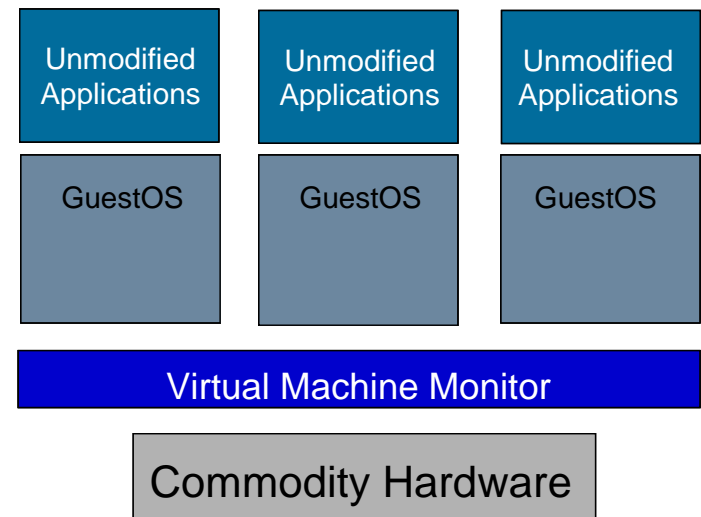 Unmodified
Applications
Unmodified
Applications
Unmodified
Applications
GuestOS
GuestOS
GuestOS
Virtual Machine Monitor
Commodity Hardware